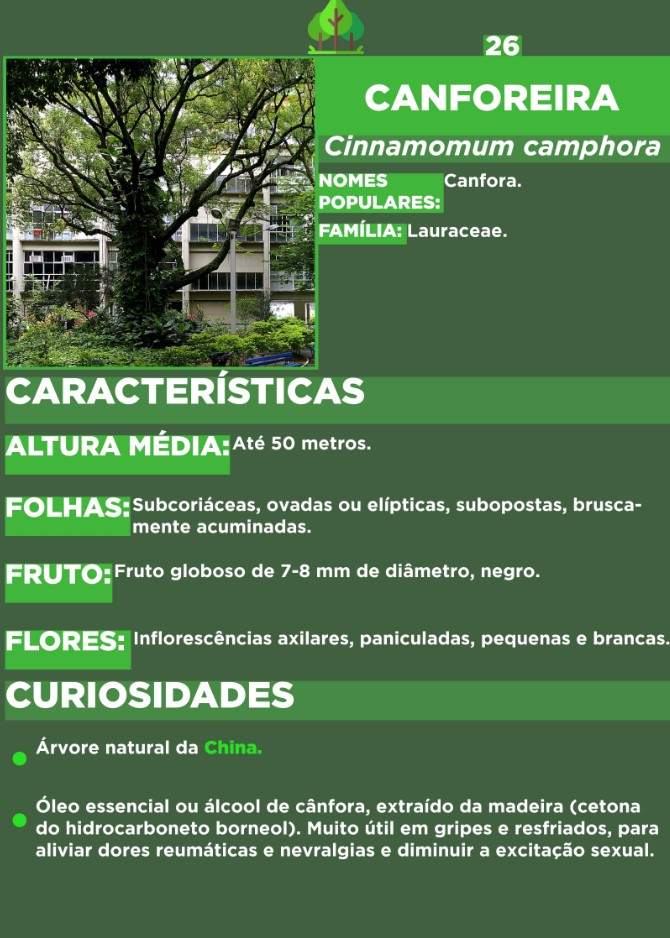 26
CANFOREIRA
Cinnamomum camphora
NOMES POPULARES: Canfora.
FAMÍLIA: Lauraceae.
CARACTERÍSTICAS
ALTURA MÉDIA: Até 50 metros.
FOLHAS: Subcoriáceas, ovadas ou elípticas, subopostas, brusca-
mente acuminadas.
FRUTO: Fruto globoso de 7-8 mm de diâmetro, negro.
FLORES: Inflorescências axilares, paniculadas, pequenas e brancas.
CURIOSIDADES
Árvore natural da China.
Óleo essencial ou álcool de cânfora, extraído da madeira (cetona
do hidrocarboneto borneol). Muito útil em gripes e resfriados, para
aliviar dores reumáticas e nevralgias e diminuir a excitação sexual.